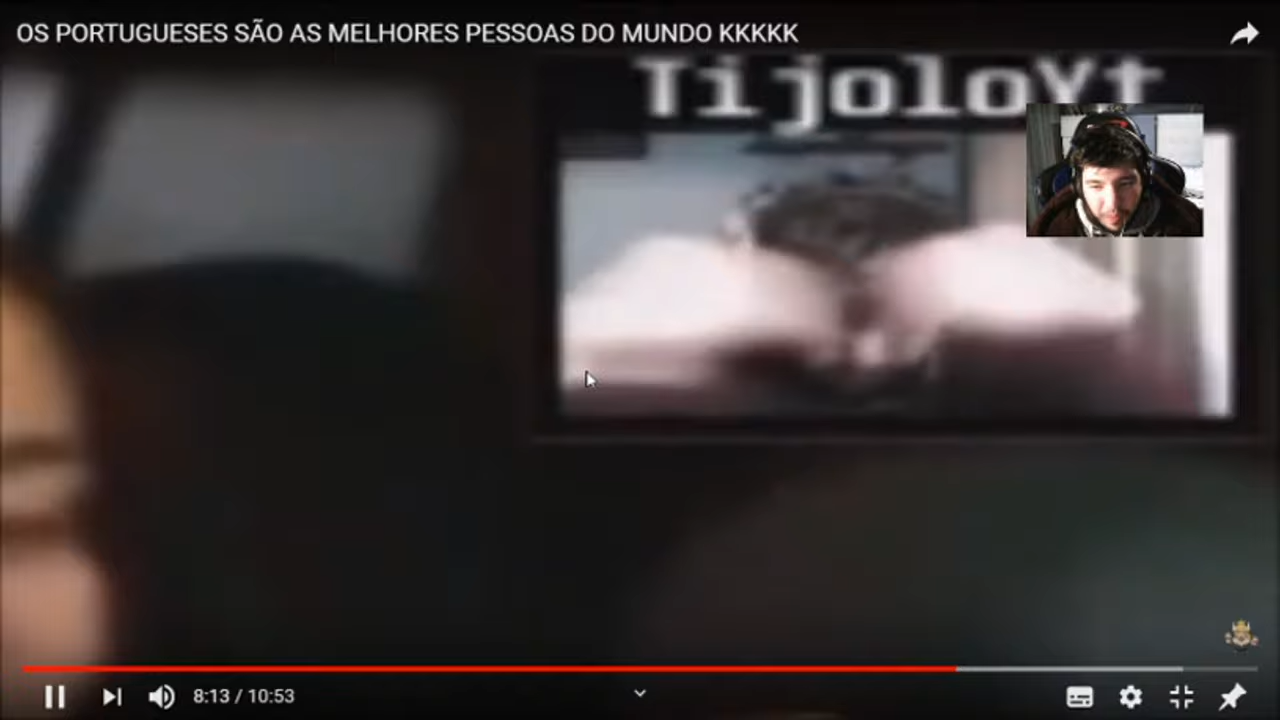 OS PORTUGUESES SÃO AS MELHORES PESSOAS DO MUNDO KKKKK
TijoloYt
8:13 / 10:53